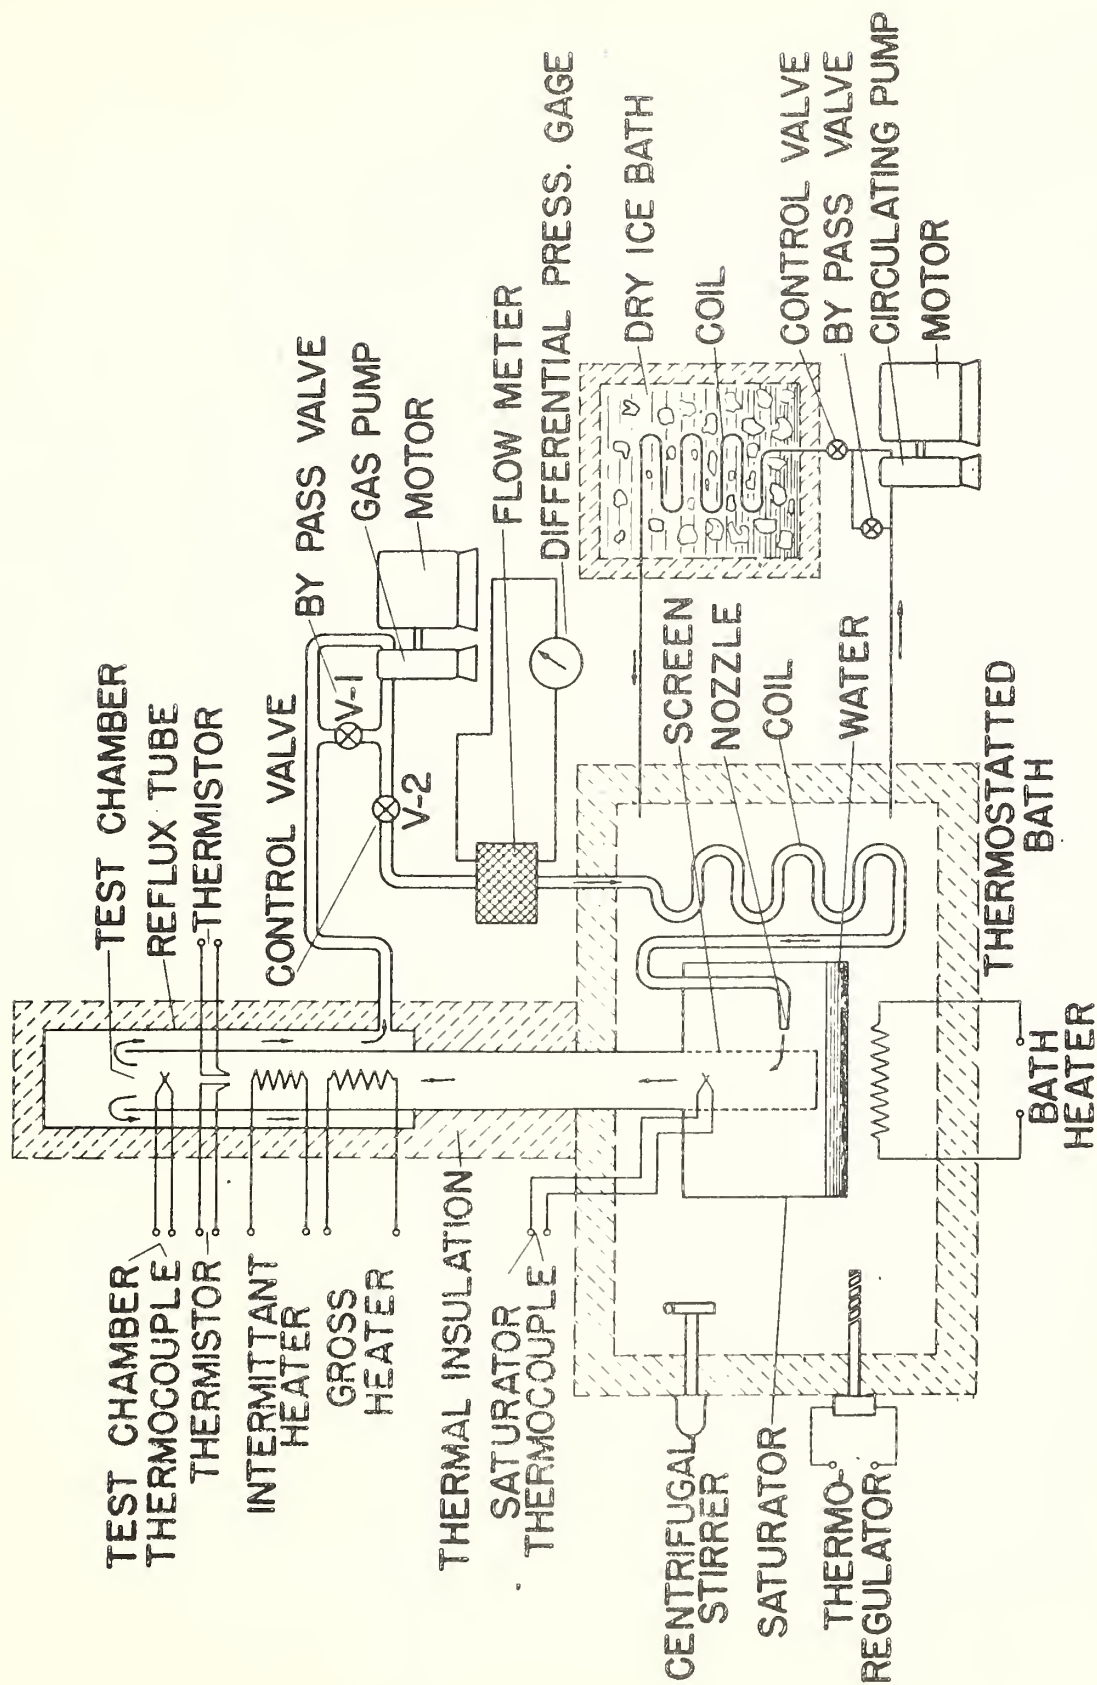 TEST CHAMBER
REFLUX TUBE
THERMISTOR
CONTROL VALVE
BY PASS VALVE
GAS PUMP
MOTOR
V-1
V-2
FLOW METER
DIFFERENTIAL PRESS. GAGE
DRY ICE BATH
COIL
CONTROL VALVE
BY PASS VALVE
CIRCULATING PUMP
MOTOR
SCREEN
NOZZLE
COIL
WATER
THERMOSTATTED
BATH
BATH
HEATER
TEST CHAMBER
THERMOCOUPLE
THERMISTOR
INTERMITTANT
HEATER
GROSS
HEATER
THERMAL INSULATION
SATURATOR
THERMOCOUPLE
CENTRIFUGAL
STIRRER
SATURATOR
THERMO-
REGULATOR